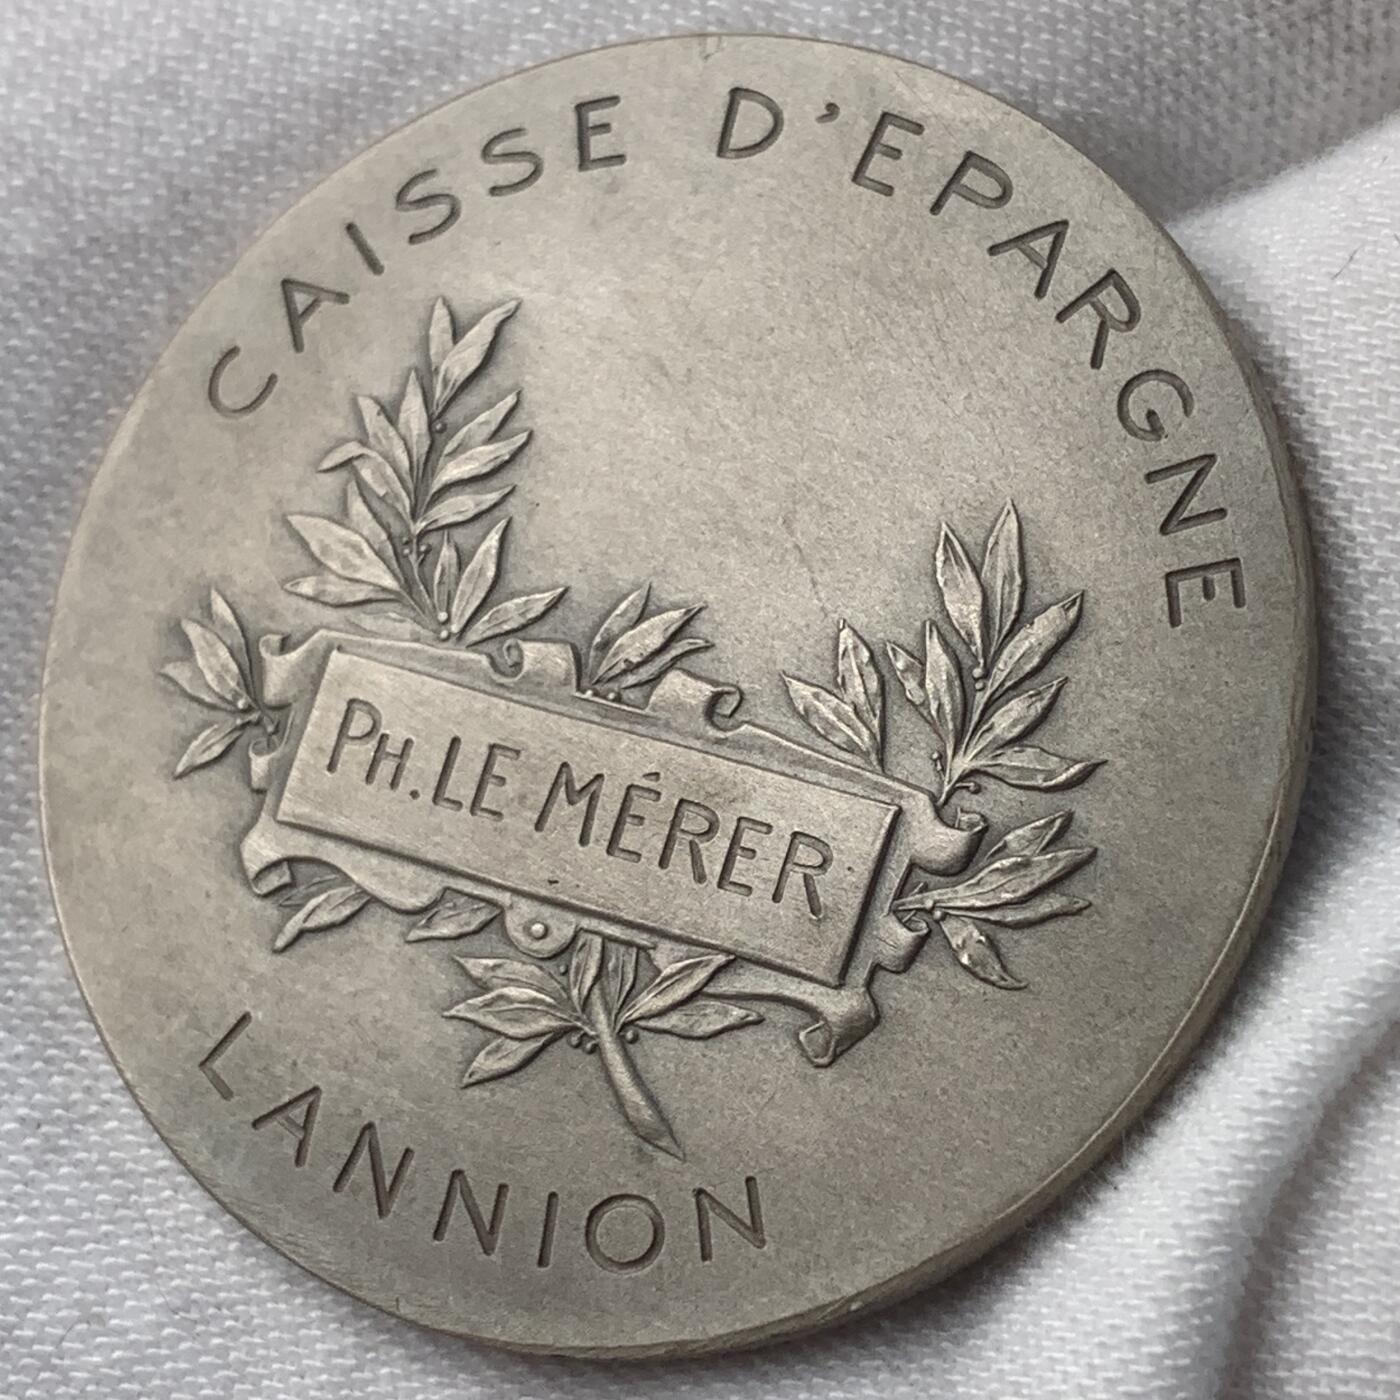 CAISSE D'EPARGNE
PH. LE MÉRER
LANNION